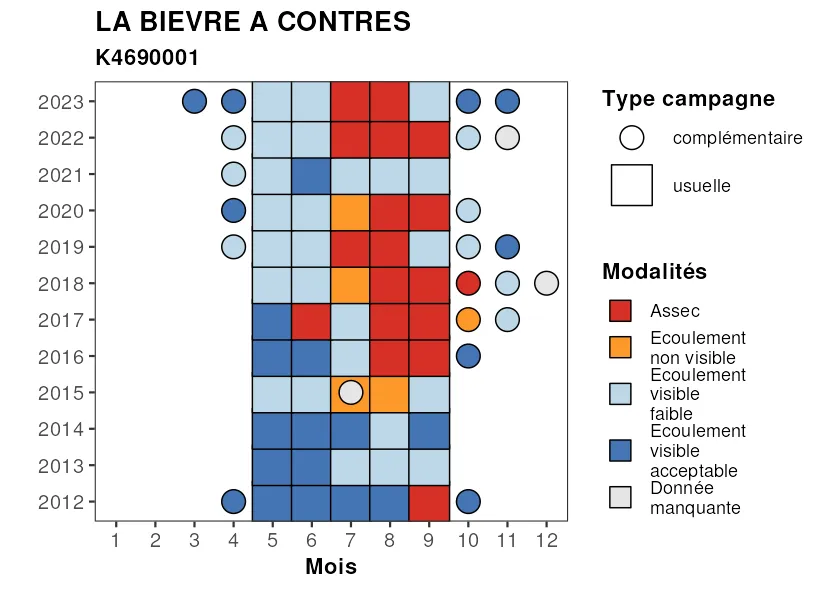 LA BIEVRE A CONTRES
K4690001
2023
2022
2021
2020
2019
2018
2017
2016
2015
2014
2013
2012
1 2 3 4 5 6 7 8 9 10 11 12
Mois
Type campagne
complémentaire
usuelle
Modalités
Assec
Ecoulement
non visible
Ecoulement
visible
faible
Ecoulement
visible
acceptable
Donnée
manquante